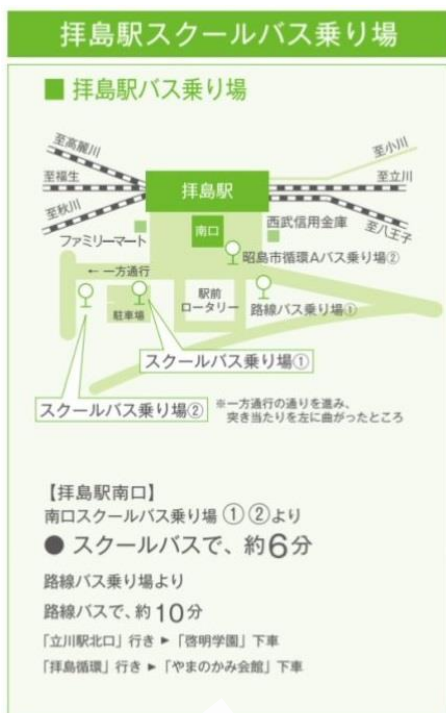 拝島駅スクールバス乗り場
■ 拝島駅バス乗り場
至高麗川
至小川
至福生
拝島駅
至立川
至秋川
南口
西武信用金庫
至八王子
ファミリーマート
昭島市循環Aバス乗り場②
← 一方通行
駐車場
駅前
ロータリー
路線バス乗り場①
スクールバス乗り場①
スクールバス乗り場②
※一方通行の通りを進み、
突き当たりを左に曲がったところ
【拝島駅南口】
南口スクールバス乗り場 ① ② より
● スクールバスで、約6分
路線バス乗り場より
路線バスで、約10分
「立川駅北口」行き ▶ 「啓明学園」下車
「拝島循環」行き ▶ 「やまのかみ会館」下車